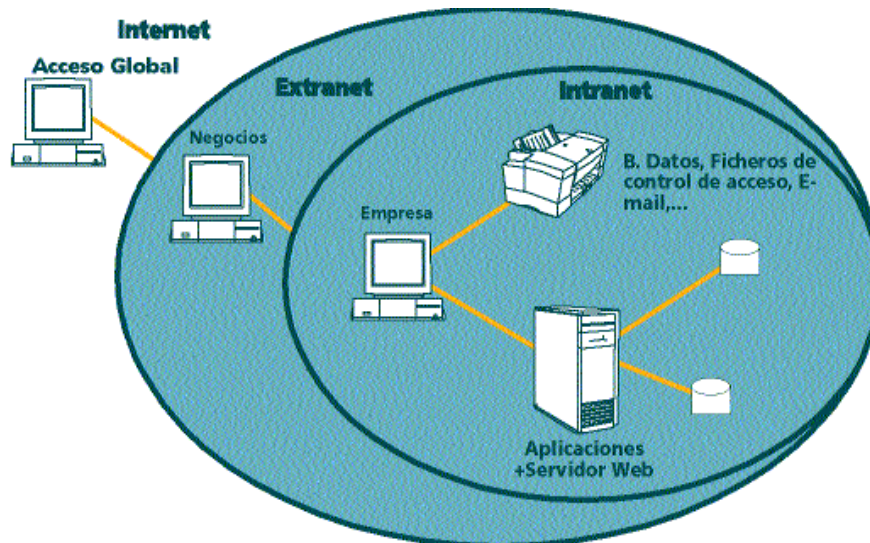 Internet
Acceso Global
Extranet
Intranet
Negocios
B. Datos, Ficheros de
control de acceso, E-
mail,...
Empresa
Aplicaciones
+Servidor Web